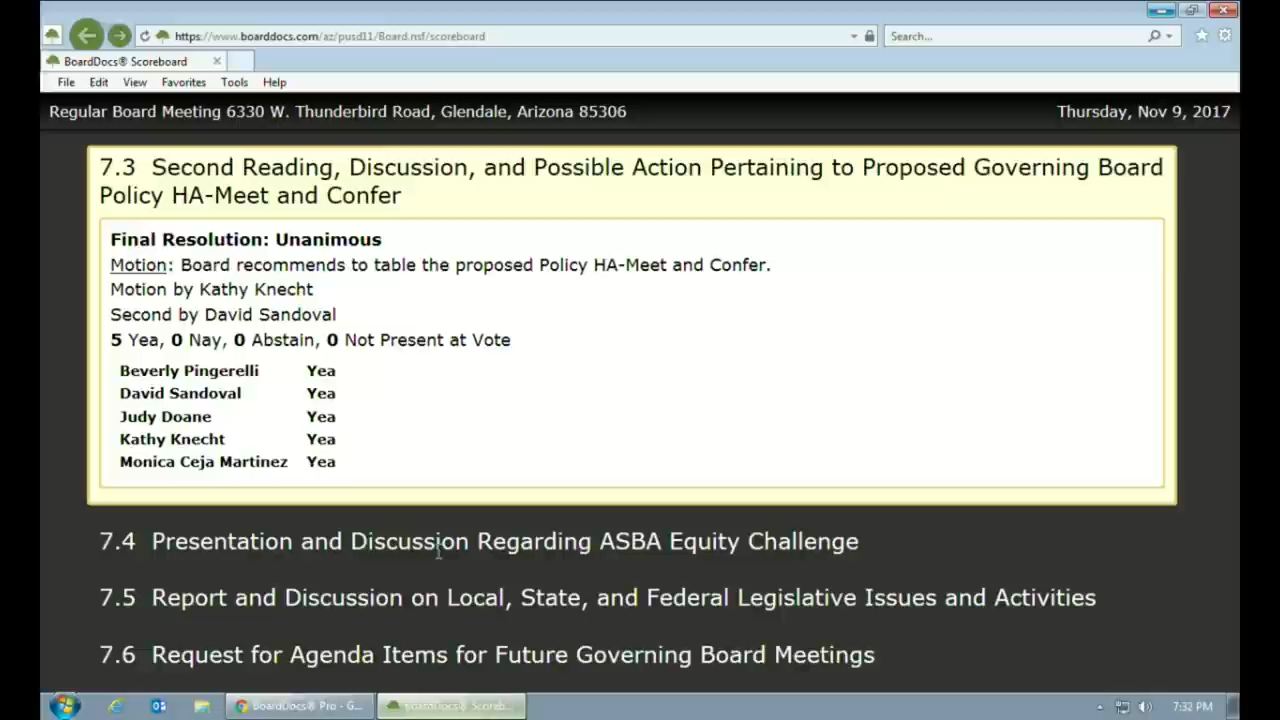 https://www.boarddocs.com/az/pusd11/Board.nsf/scoreboard
Search...
BoardDocs® Scoreboard
File Edit View Favorites Tools Help
Regular Board Meeting 6330 W. Thunderbird Road, Glendale, Arizona 85306
Thursday, Nov 9, 2017
7.3 Second Reading, Discussion, and Possible Action Pertaining to Proposed Governing Board
Policy HA-Meet and Confer
Final Resolution: Unanimous
Motion: Board recommends to table the proposed Policy HA-Meet and Confer.
Motion by Kathy Knecht
Second by David Sandoval
5 Yea, 0 Nay, 0 Abstain, 0 Not Present at Vote
Beverly Pingerelli Yea
David Sandoval Yea
Judy Doane Yea
Kathy Knecht Yea
Monica Ceja Martinez Yea
7.4 Presentation and Discussion Regarding ASBA Equity Challenge
7.5 Report and Discussion on Local, State, and Federal Legislative Issues and Activities
7.6 Request for Agenda Items for Future Governing Board Meetings
BoardDocs® Pro - G...
BoardDocs® Scoreb...
7:32 PM